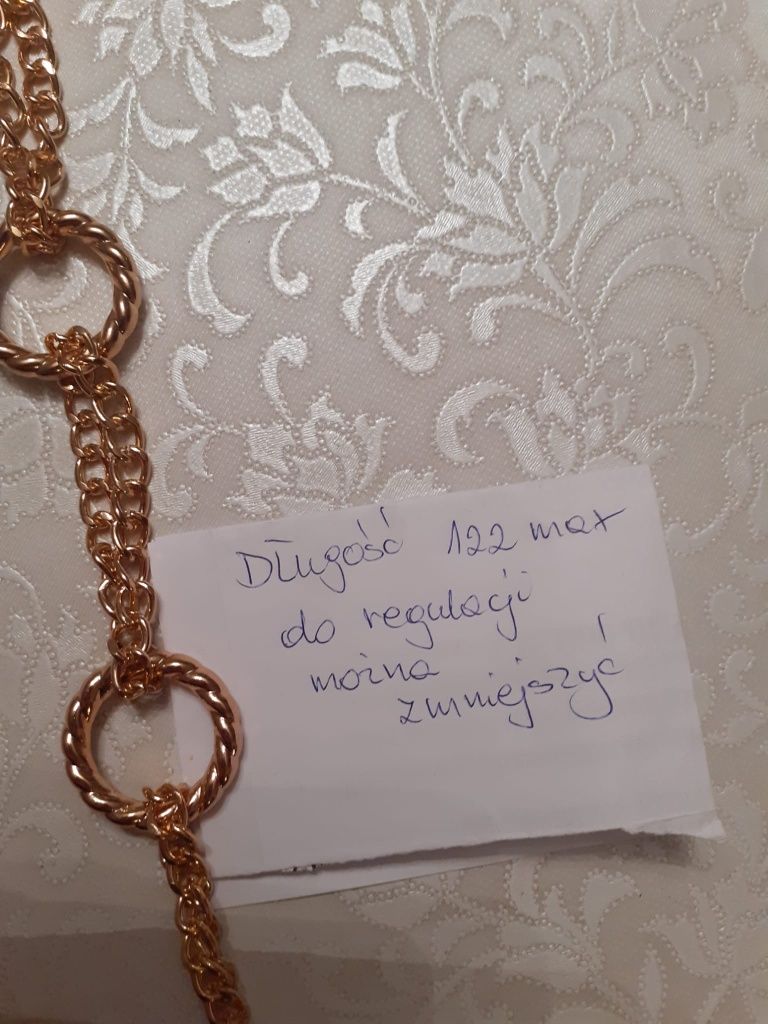 Długość 122 max
do regulacji
można
zmniejszyć